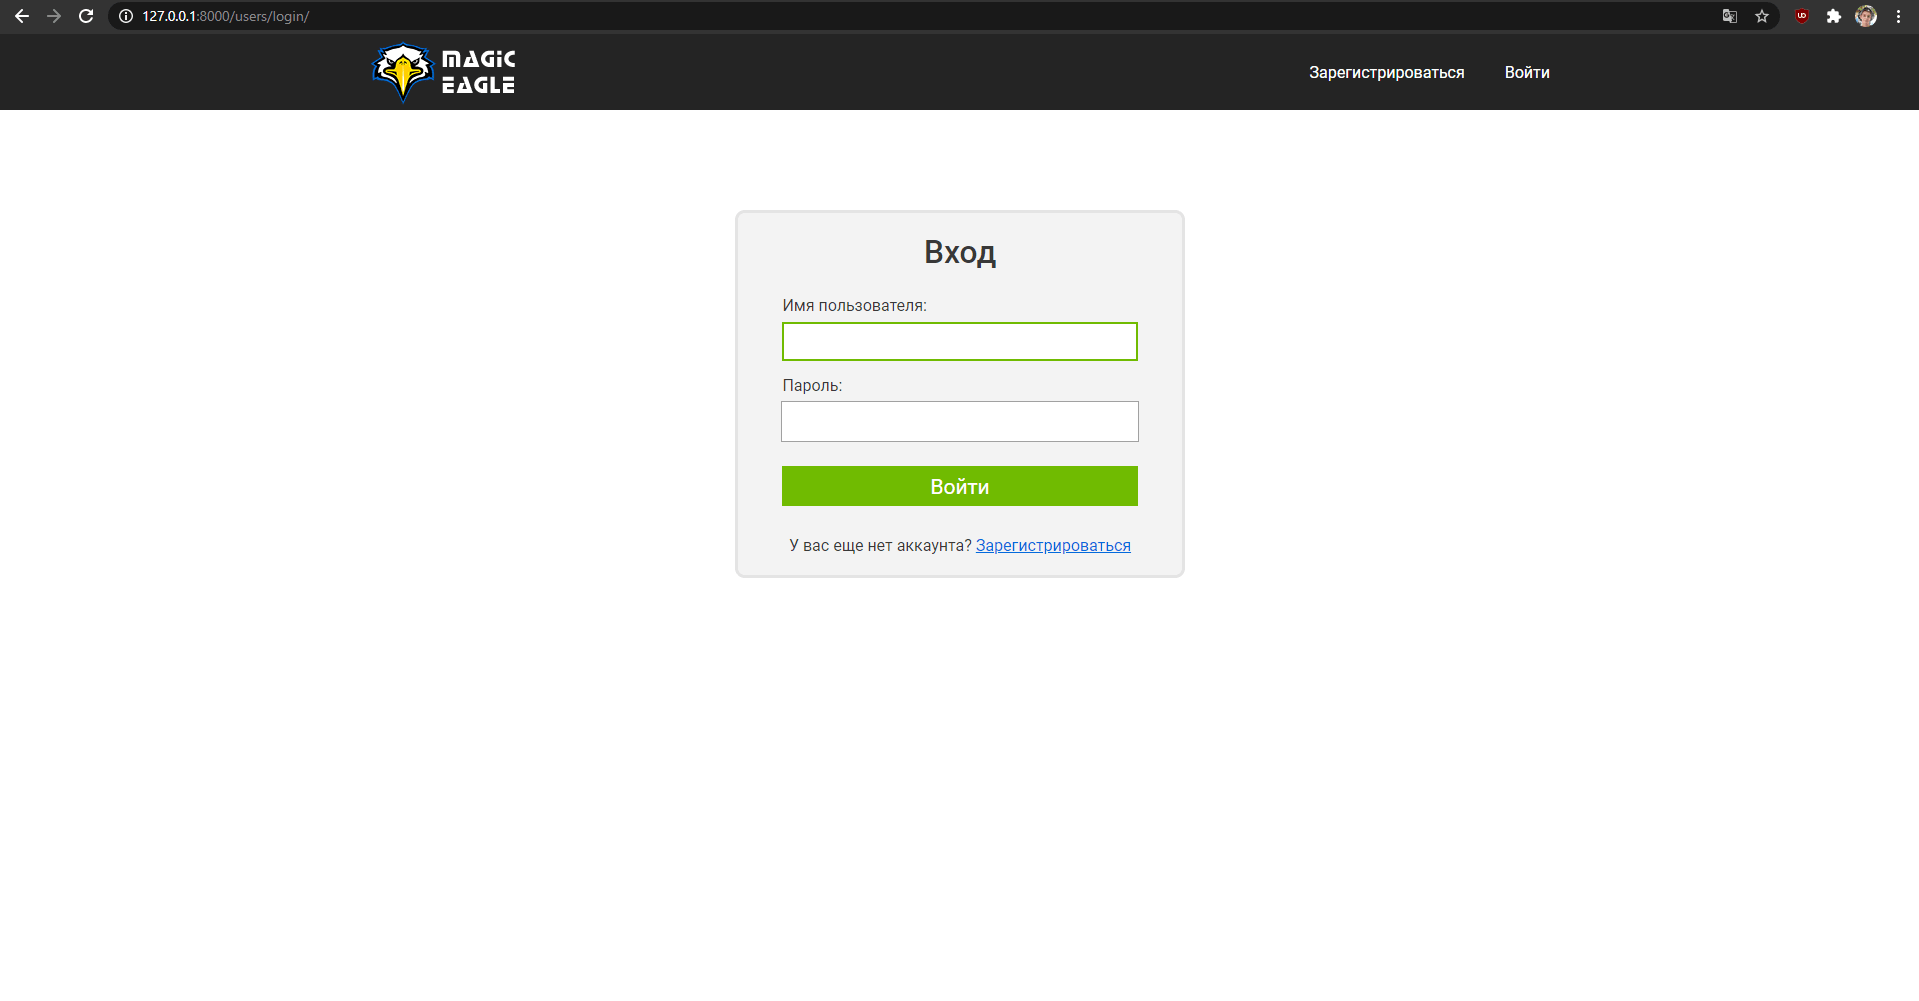 127.0.0.1:8000/users/login/
MAGIC
EAGLE
Зарегистрироваться
Войти
Вход
Имя пользователя:
Пароль:
Войти
У вас еще нет аккаунта? Зарегистрироваться